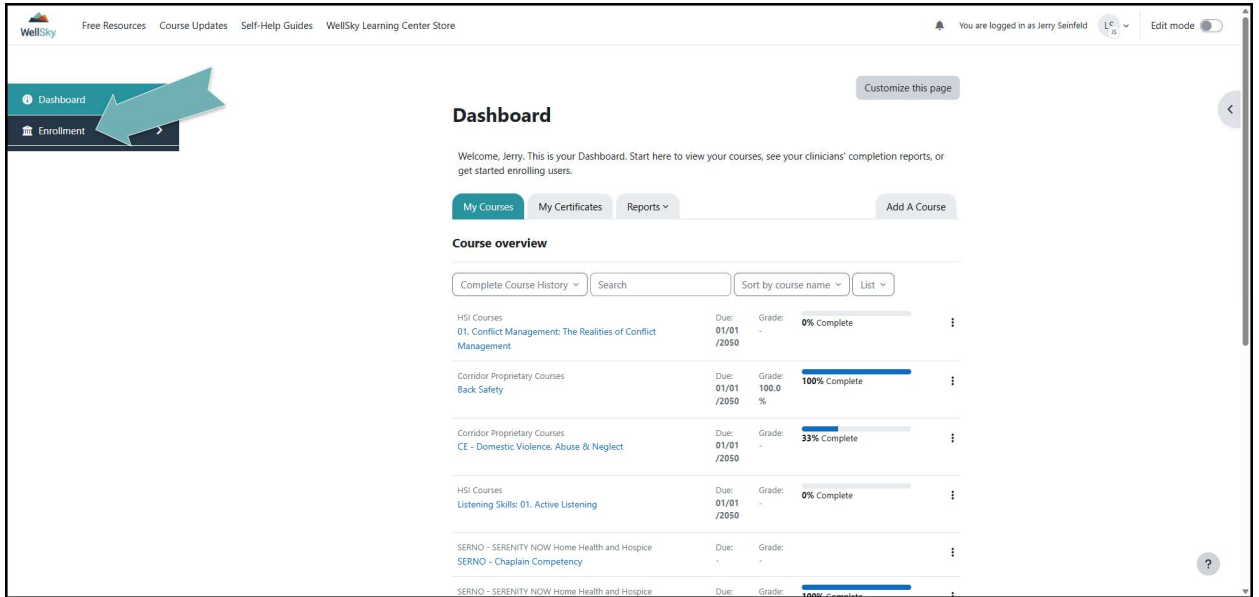 WellSky
Free Resources Course Updates Self-Help Guides WellSky Learning Center Store
You are logged in as Jerry Seinfeld
Edit mode
Dashboard
Enrollment
Customize this page
Dashboard
Welcome, Jerry. This is your Dashboard. Start here to view your courses, see your clinicians' completion reports, or
get started enrolling users.
My Courses My Certificates Reports Add A Course
Course overview
Complete Course History Search Sort by course name List
HSI Courses Due: Grade:
01. Conflict Management: The Realities of Conflict 01/01 - 0% Complete
Management /2050
Corridor Proprietary Courses Due: Grade:
Back Safety 01/01 100.0 100% Complete
/2050 %
Corridor Proprietary Courses Due: Grade:
CE - Domestic Violence, Abuse & Neglect 01/01 - 33% Complete
/2050
HSI Courses Due: Grade:
Listening Skills: 01. Active Listening 01/01 - 0% Complete
/2050
SERNO - SERENITY NOW Home Health and Hospice Due: Grade:
SERNO - Chaplain Competency - -
?
SERNO - SERENITY NOW Home Health and Hospice Due: Grade: 100% Complete